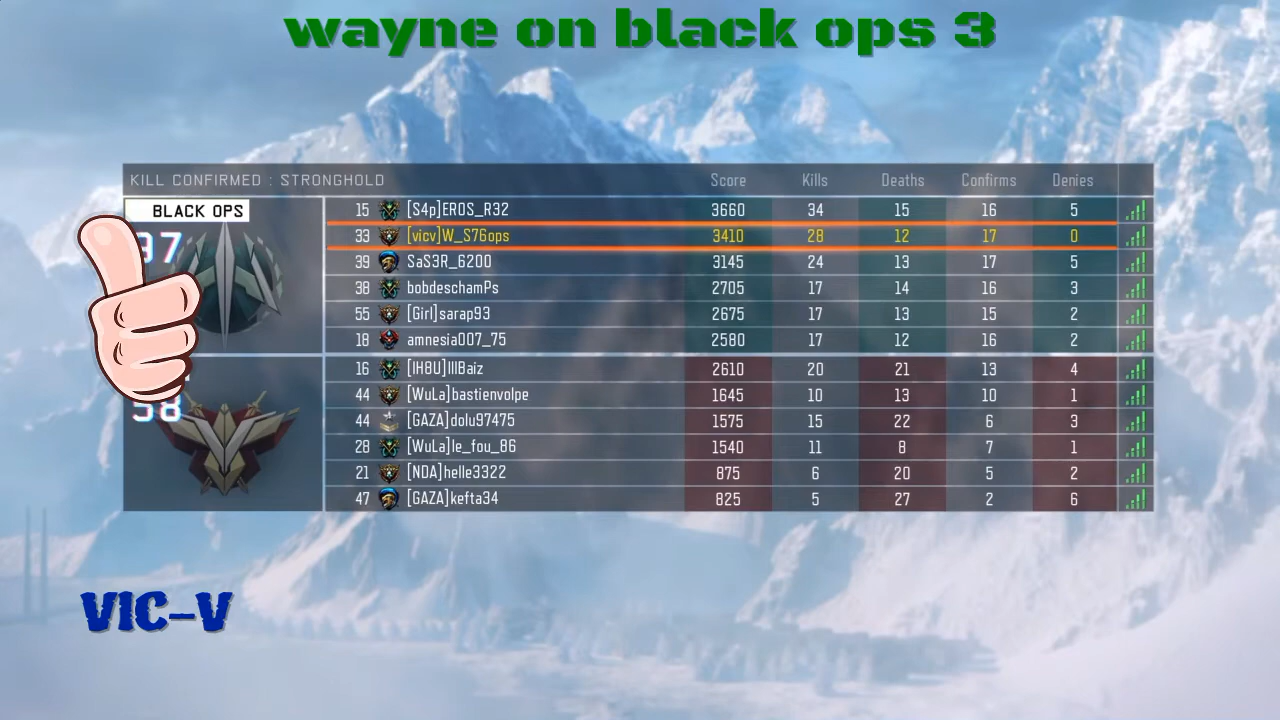 wayne on black ops 3
KILL CONFIRMED : STRONGHOLD Score Kills Deaths Confirms Denies
BLACK OPS
97
15 [S4p]EROS_R32 3660 34 15 16 5
33 [vicv]W_S76ops 3410 28 12 17 0
39 SaS3R_6200 3145 24 13 17 5
38 bobdeschamPs 2705 17 14 16 3
55 [Girl]sarap93 2675 17 13 15 2
18 amnesia007_75 2580 17 12 16 2
58
16 [IH8U]IIIBaiz 2610 20 21 13 4
44 [WuLa]bastienvolpe 1645 10 13 10 1
44 [GAZA]dolu97475 1575 15 22 6 3
28 [WuLa]le_fou_86 1540 11 8 7 1
21 [NDA]helle3322 875 6 20 5 2
47 [GAZA]kefta34 825 5 27 2 6
VIC-V